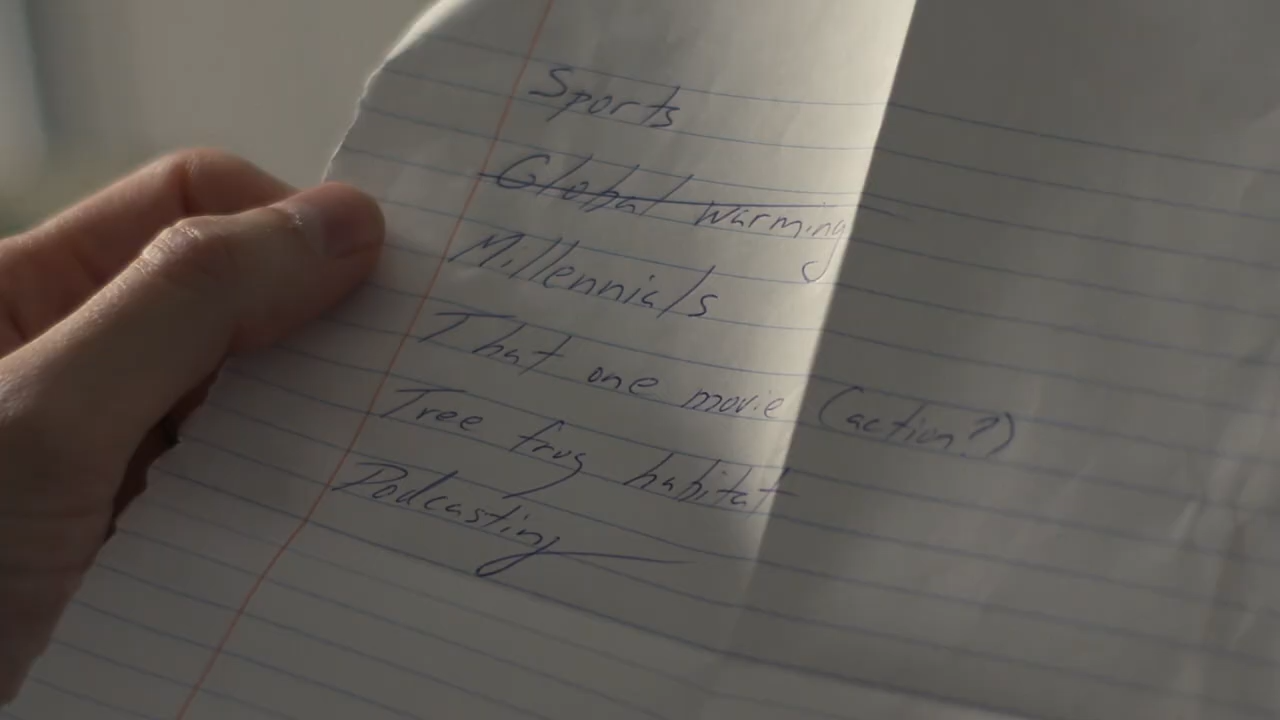 Sports
Global warming
Millennials
That one movie (action?)
Tree frog habitat
Podcasting